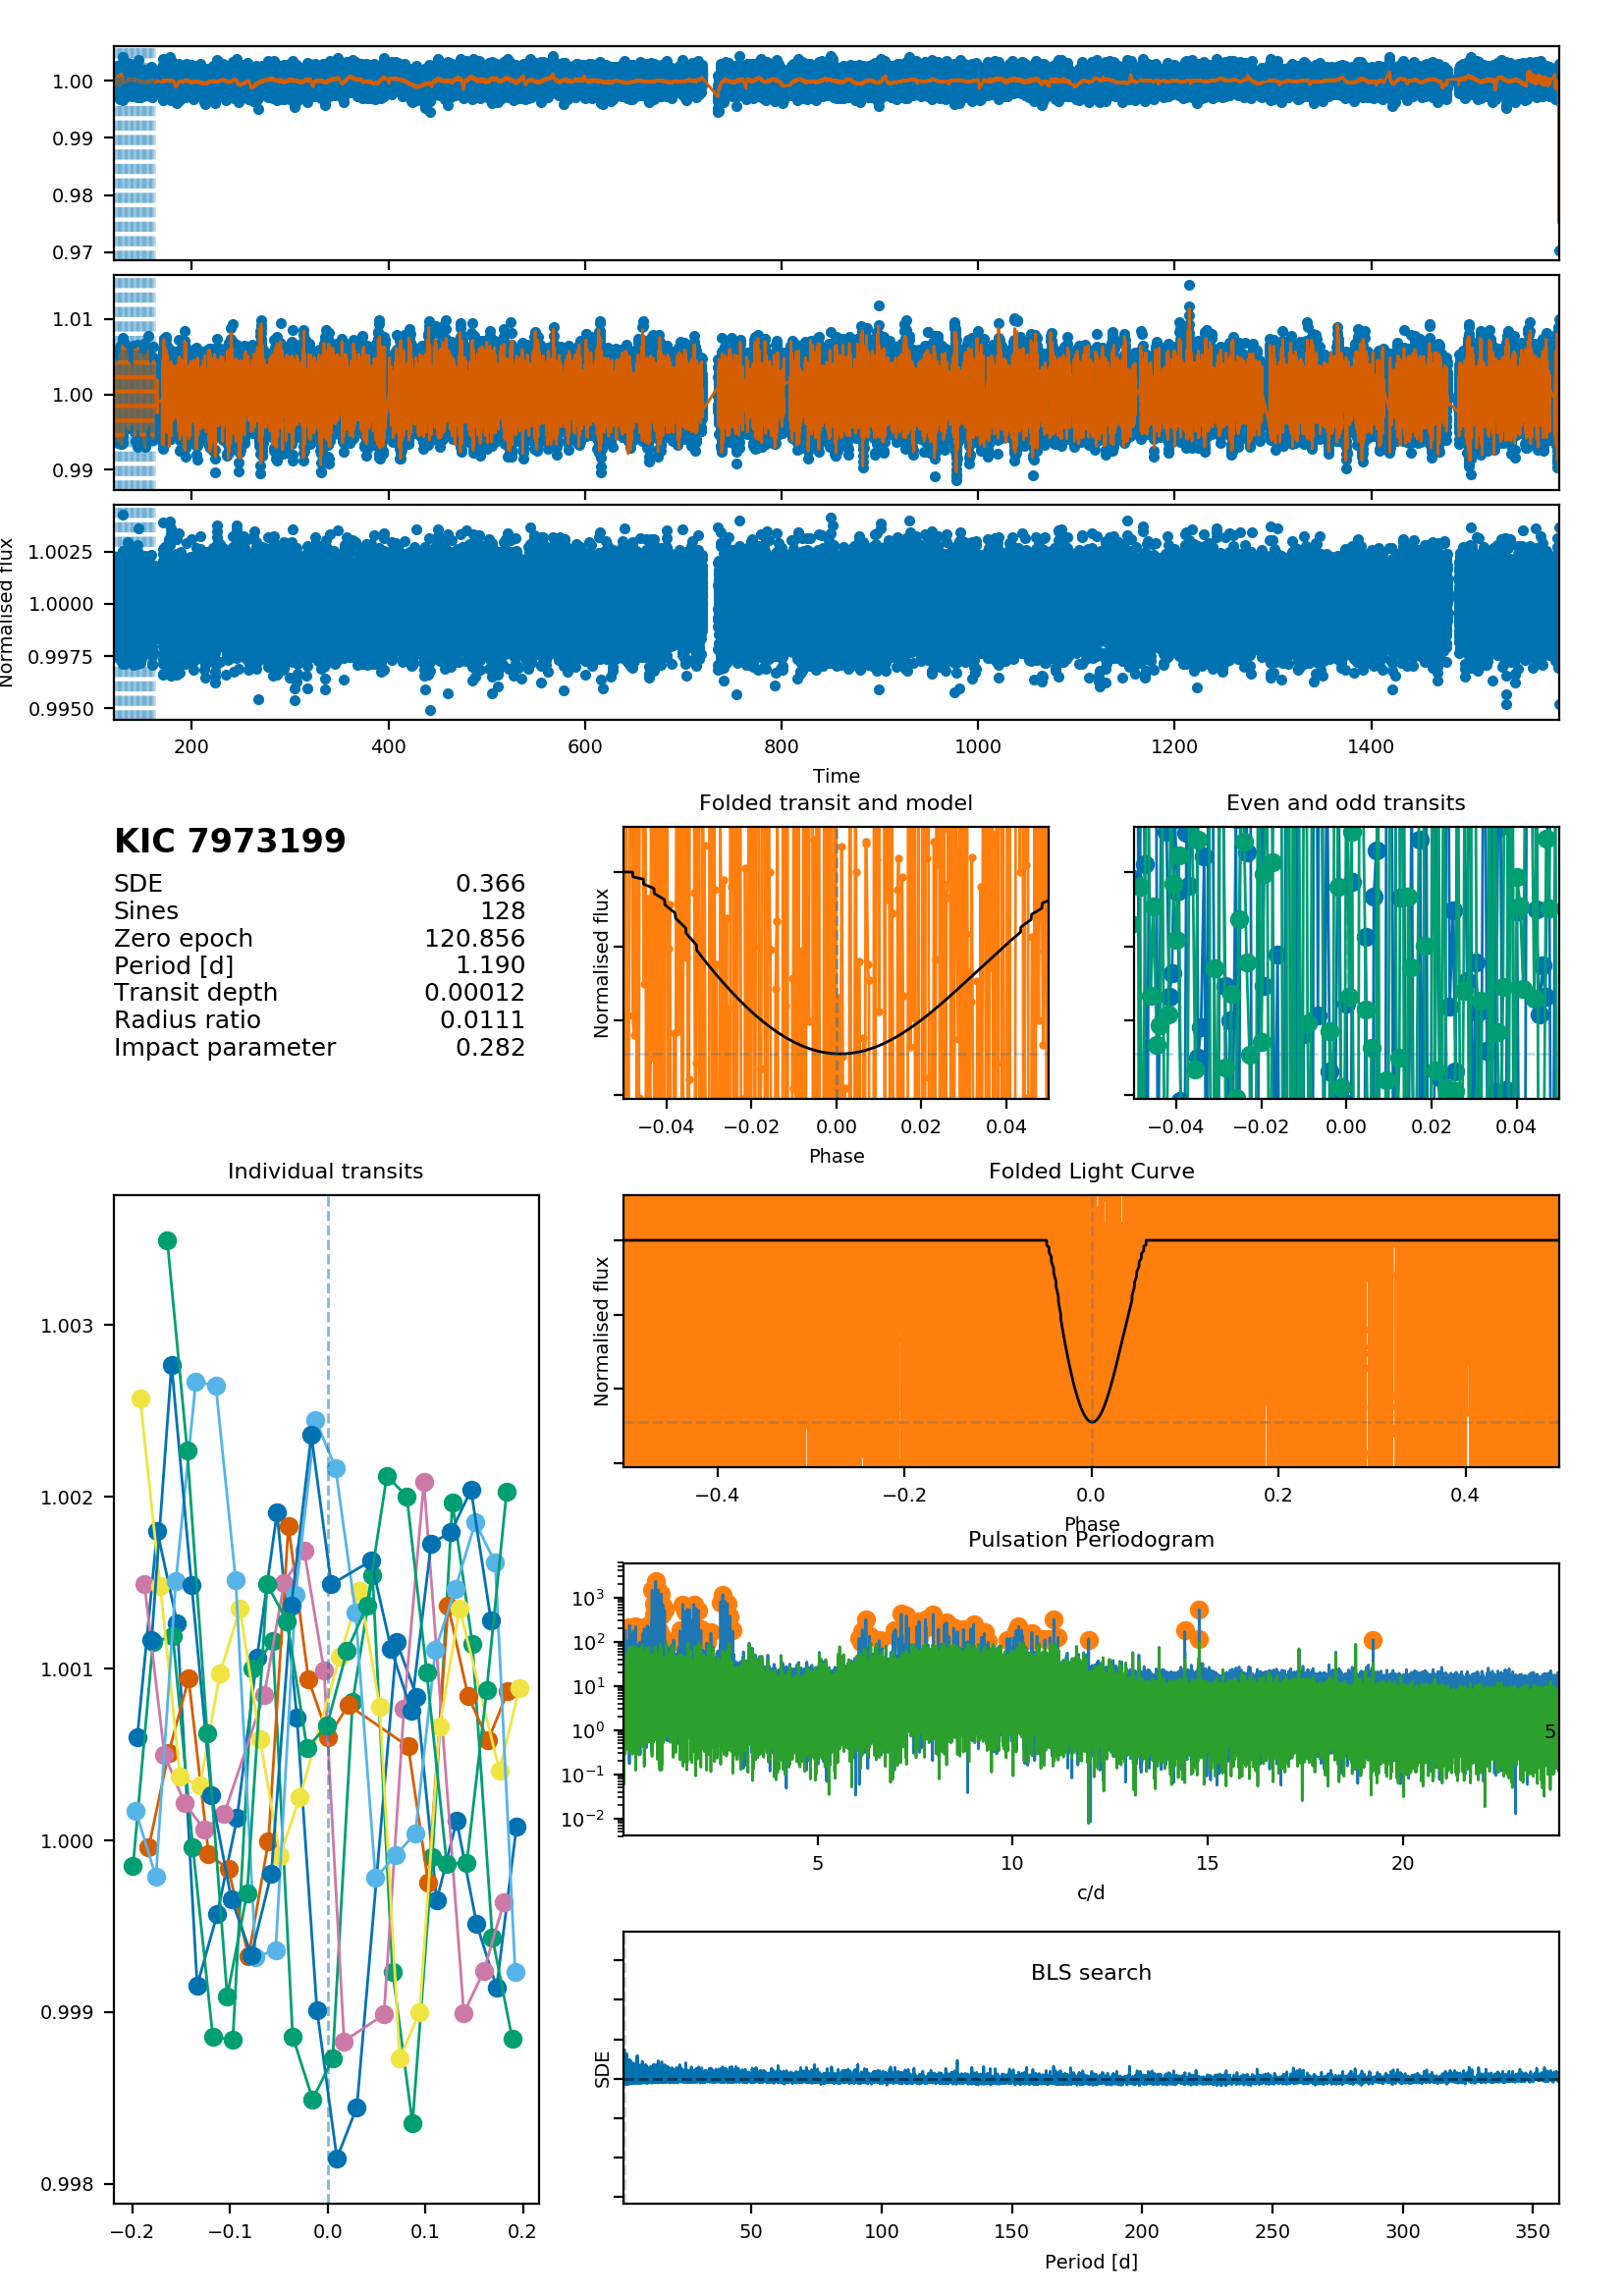 1.00
0.99
0.98
0.97
1.01
1.00
0.99
Normalised flux
1.0025
1.0000
0.9975
0.9950
200 400 600 800 1000 1200 1400
Time
KIC 7973199
SDE 0.366
Sines 128
Zero epoch 120.856
Period [d] 1.190
Transit depth 0.00012
Radius ratio 0.0111
Impact parameter 0.282
Folded transit and model
Normalised flux
−0.04 −0.02 0.00 0.02 0.04
Phase
Even and odd transits
−0.04 −0.02 0.00 0.02 0.04
Individual transits
1.003
1.002
1.001
1.000
0.999
0.998
−0.2 −0.1 0.0 0.1 0.2
Folded Light Curve
Normalised flux
−0.4 −0.2 0.0 0.2 0.4
Phase
Pulsation Periodogram
10³
10²
10¹
10⁰
10⁻¹
10⁻²
5
5 10 15 20
c/d
BLS search
SDE
50 100 150 200 250 300 350
Period [d]